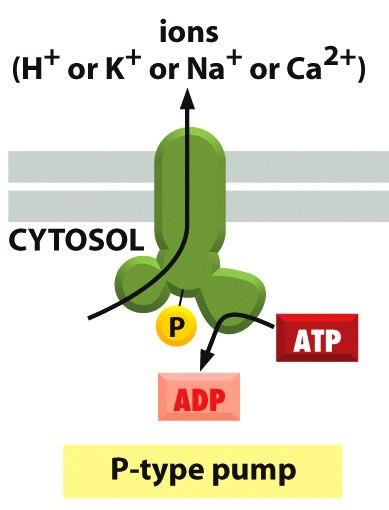 ions
(H⁺ or K⁺ or Na⁺ or Ca²⁺)
CYTOSOL
P
ATP
ADP
P-type pump